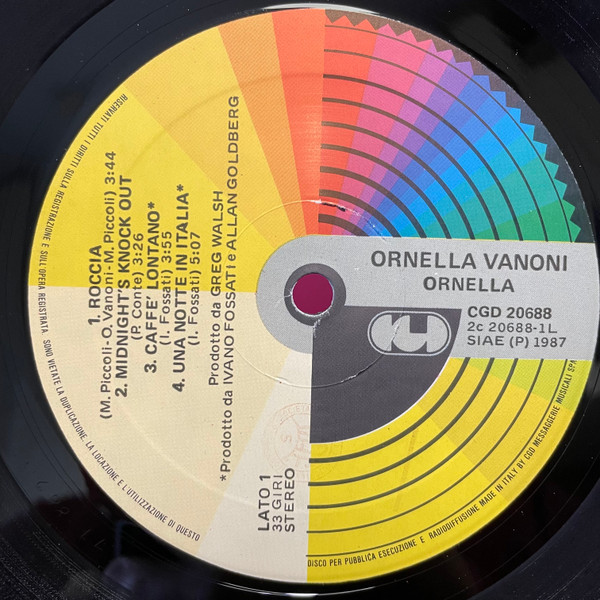 ORNELLA VANONI
ORNELLA
CGD 20688
2c 20688-1L
SIAE (P) 1987
1. ROCCIA
(M. Piccoli-O. Vanoni-M. Piccoli) 3:44
2. MIDNIGHT'S KNOCK OUT
(P. Conte) 3:26
3. CAFFE' LONTANO*
(I. Fossati) 3:55
4. UNA NOTTE IN ITALIA*
(I. Fossati) 5:07
Prodotto da GREG WALSH
*Prodotto da IVANO FOSSATI e ALLAN GOLDBERG
LATO 1
33 GIRI
STEREO
RISERVATI TUTTI I DIRITTI SULLA REGISTRAZIONE E SULL'OPERA REGISTRATA. SONO VIETATE LA DUPLICAZIONE, LA LOCAZIONE E L'UTILIZZAZIONE DI QUESTO DISCO PER PUBBLICA ESECUZIONE E RADIODIFFUSIONE MADE IN ITALY BY CGD MESSAGGERIE MUSICALI SPA